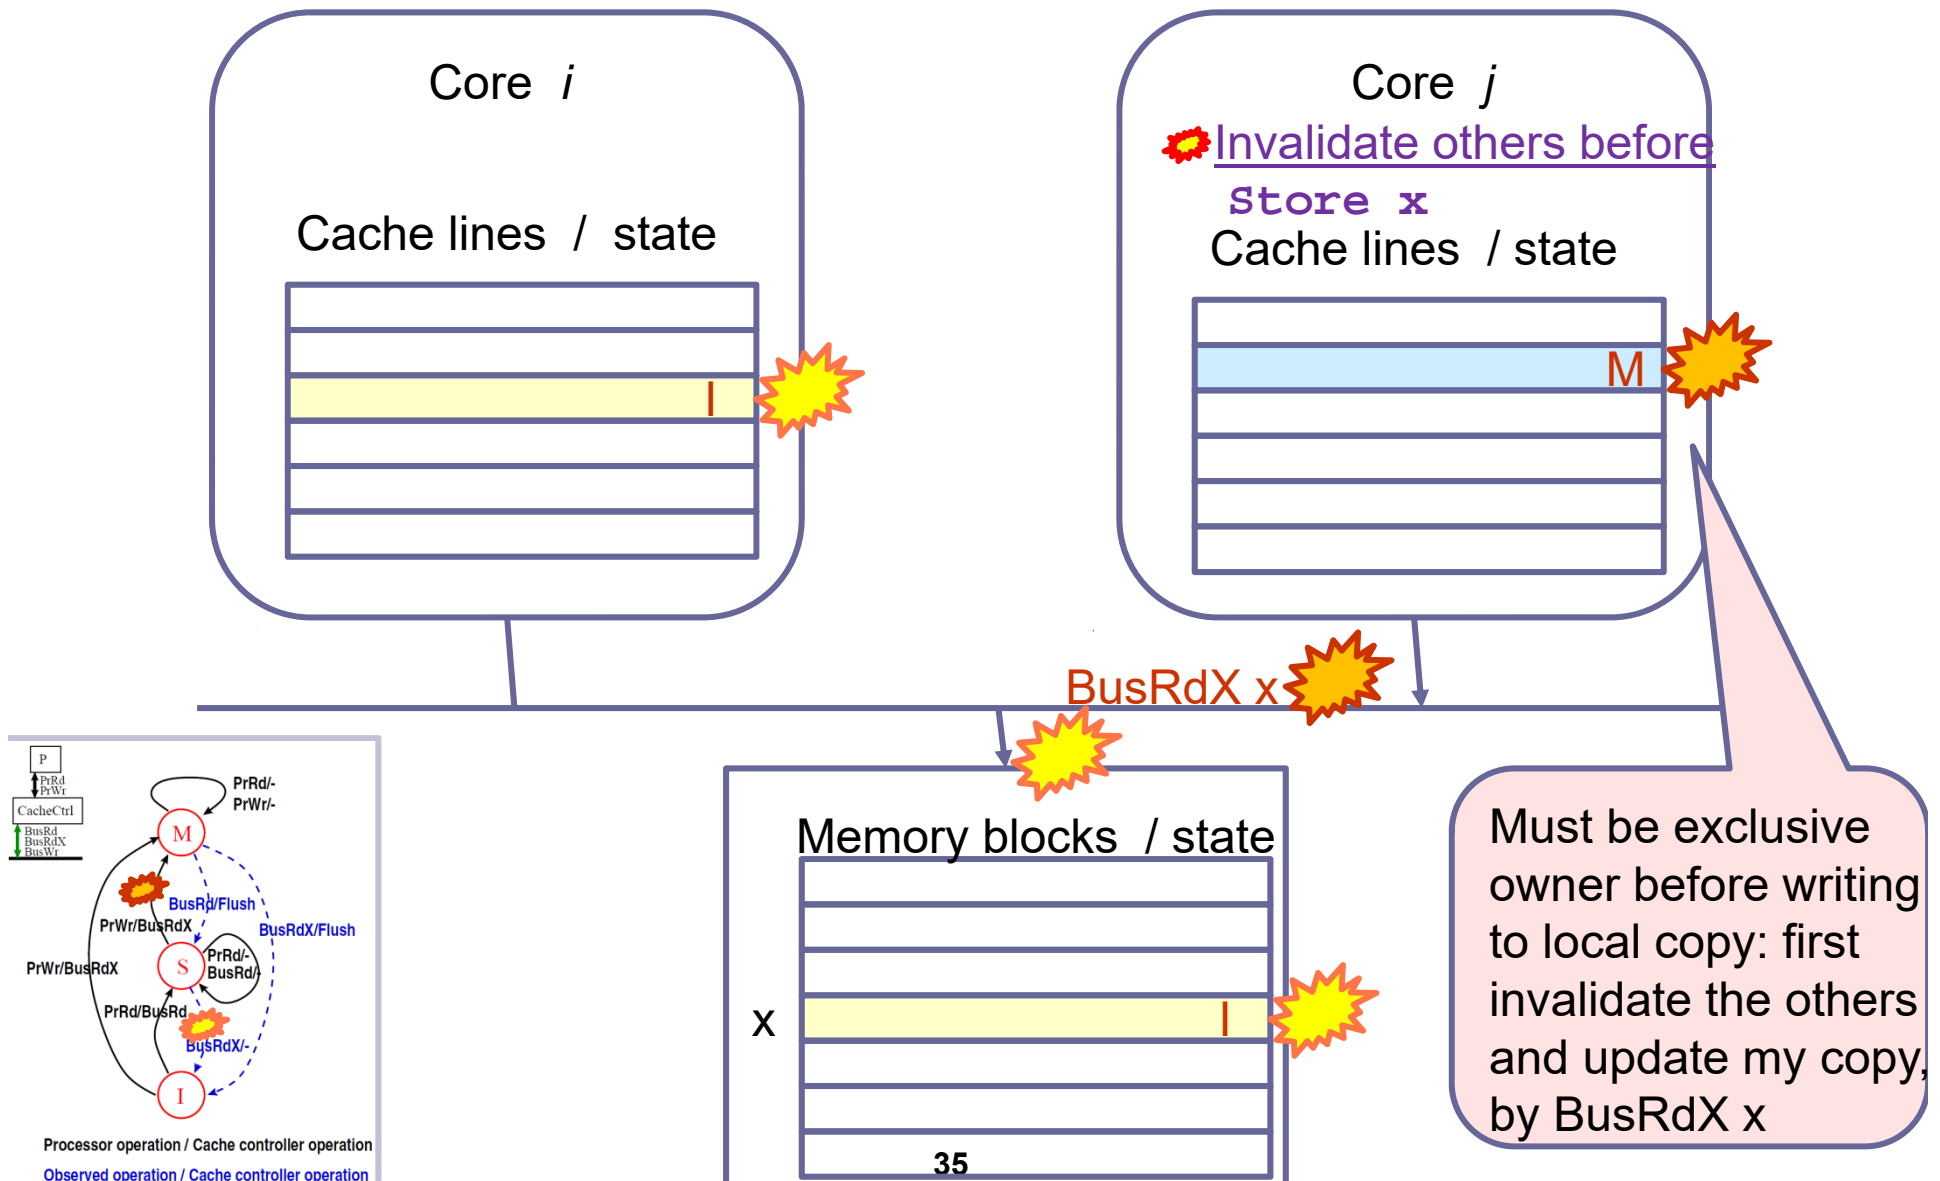 Core i
Cache lines / state
I
Core j
Invalidate others before
Store x
Cache lines / state
M
BusRdX x
Memory blocks / state
x
I
35
Must be exclusive
owner before writing
to local copy: first
invalidate the others
and update my copy,
by BusRdX x
P
PrRd
PrWr
CacheCtrl
BusRd
BusRdX
BusWr
PrRd/-
PrWr/-
M
BusRd/Flush
PrWr/BusRdX
BusRdX/Flush
PrWr/BusRdX
S
PrRd/-
BusRd/-
PrRd/BusRd
BusRdX/-
I
Processor operation / Cache controller operation
Observed operation / Cache controller operation